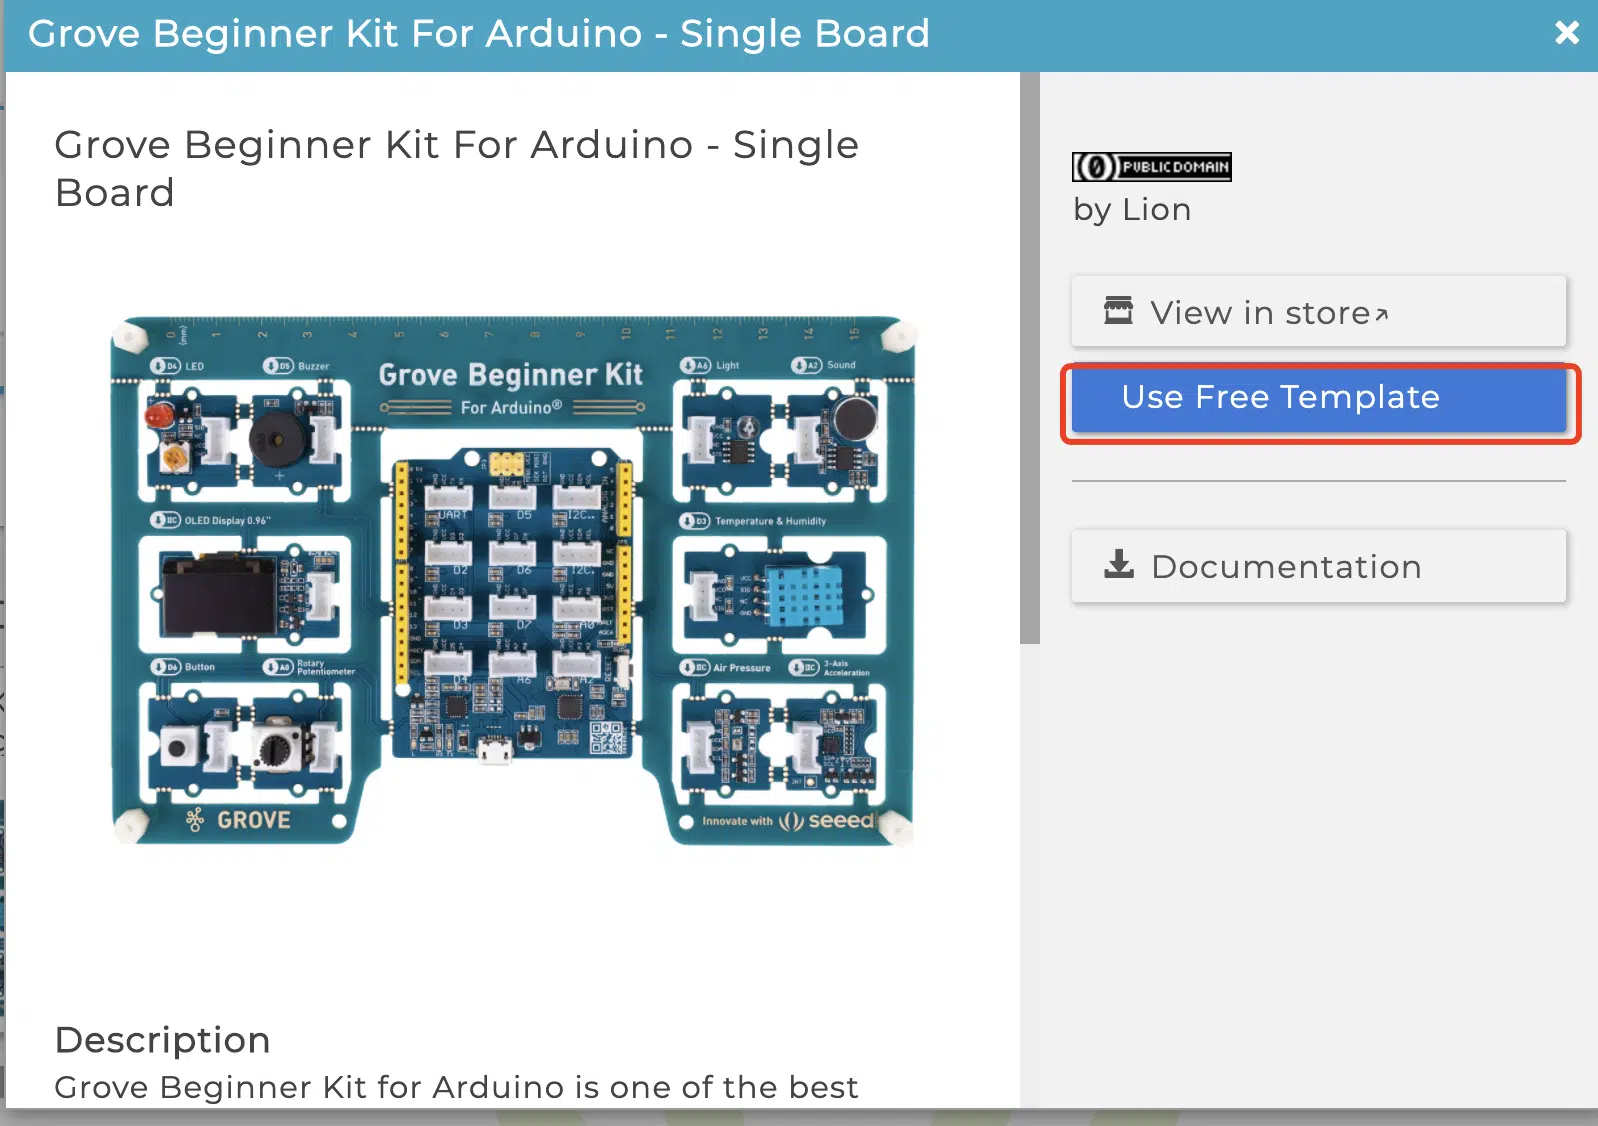 Grove Beginner Kit For Arduino - Single Board
Grove Beginner Kit For Arduino - Single
Board
0 1 2 3 4 5 6 7 8 9 10 11 12 13 14 15
(mm)
D4 LED
D5 Buzzer
Grove Beginner Kit
For Arduino®
A6 Light
A2 Sound
UART D5 I2C
IIC OLED Display 0.96"
D3 Temperature & Humidity
D2 D6 I2C
D3 D7 A0
D4 A6 A2
RESET
D6 Button
A0 Rotary
Potentiometer
IIC Air Pressure
IIC 3-Axis
Acceleration
GROVE
Innovate with seeed
Description
Grove Beginner Kit for Arduino is one of the best
PUBLIC DOMAIN
by Lion
View in store
Use Free Template
Documentation